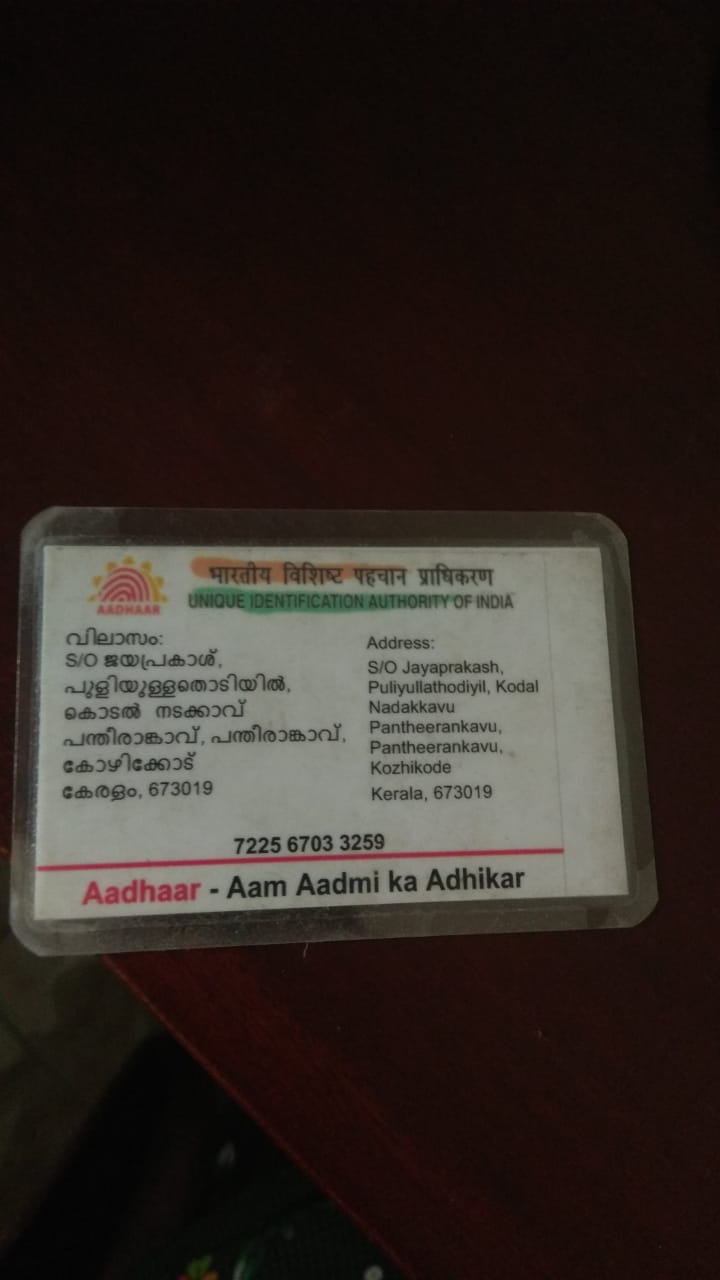 भारतीय विशिष्ट पहचान प्राधिकरण
AADHAAR
UNIQUE IDENTIFICATION AUTHORITY OF INDIA
വിലാസം:
S/O ജയപ്രകാശ്,
പുളിയുള്ളതൊടിയിൽ,
കൊടൽ നടക്കാവ്
പന്തീരാങ്കാവ്, പന്തീരാങ്കാവ്,
കോഴിക്കോട്
കേരളം, 673019
Address:
S/O Jayaprakash,
Puliyullathodiyil, Kodal
Nadakkavu
Pantheerankavu,
Pantheerankavu,
Kozhikode
Kerala, 673019
7225 6703 3259
Aadhaar - Aam Aadmi ka Adhikar